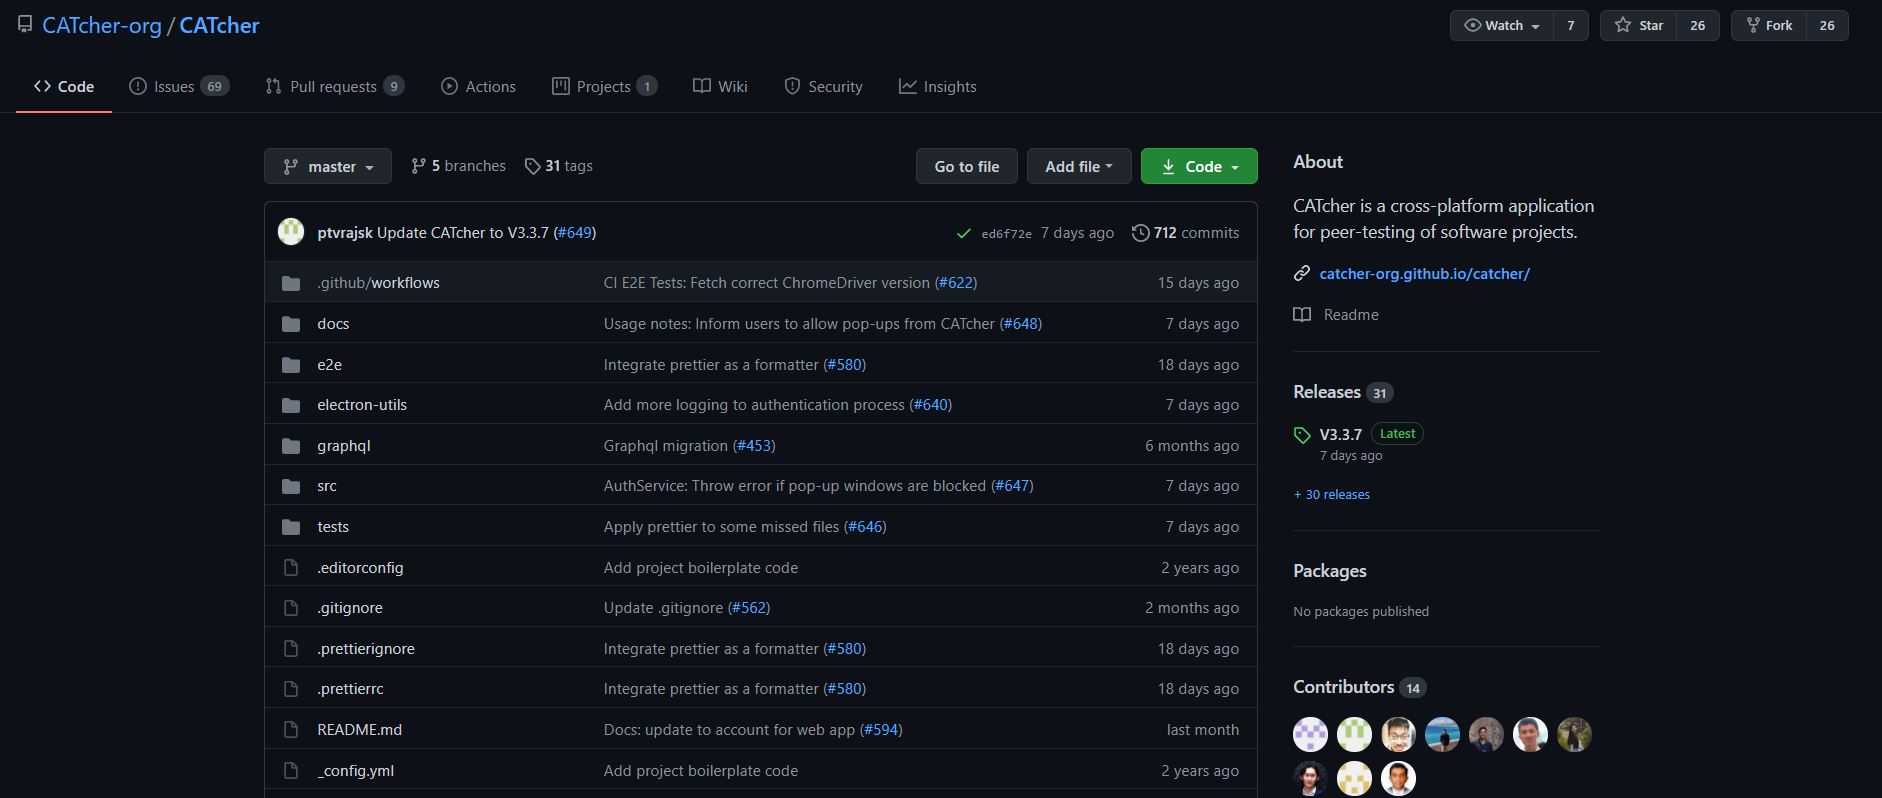 CATcher-org / CATcher
Watch 7 Star 26 Fork 26
Code Issues 69 Pull requests 9 Actions Projects 1 Wiki Security Insights
master 5 branches 31 tags Go to file Add file Code
ptvrajsk Update CATcher to V3.3.7 (#649) ed6f72e 7 days ago 712 commits
.github/workflows CI E2E Tests: Fetch correct ChromeDriver version (#622) 15 days ago
docs Usage notes: Inform users to allow pop-ups from CATcher (#648) 7 days ago
e2e Integrate prettier as a formatter (#580) 18 days ago
electron-utils Add more logging to authentication process (#640) 7 days ago
graphql Graphql migration (#453) 6 months ago
src AuthService: Throw error if pop-up windows are blocked (#647) 7 days ago
tests Apply prettier to some missed files (#646) 7 days ago
.editorconfig Add project boilerplate code 2 years ago
.gitignore Update .gitignore (#562) 2 months ago
.prettierignore Integrate prettier as a formatter (#580) 18 days ago
.prettierrc Integrate prettier as a formatter (#580) 18 days ago
README.md Docs: update to account for web app (#594) last month
_config.yml Add project boilerplate code 2 years ago
About
CATcher is a cross-platform application
for peer-testing of software projects.
catcher-org.github.io/catcher/
Readme
Releases 31
V3.3.7 Latest
7 days ago
+ 30 releases
Packages
No packages published
Contributors 14